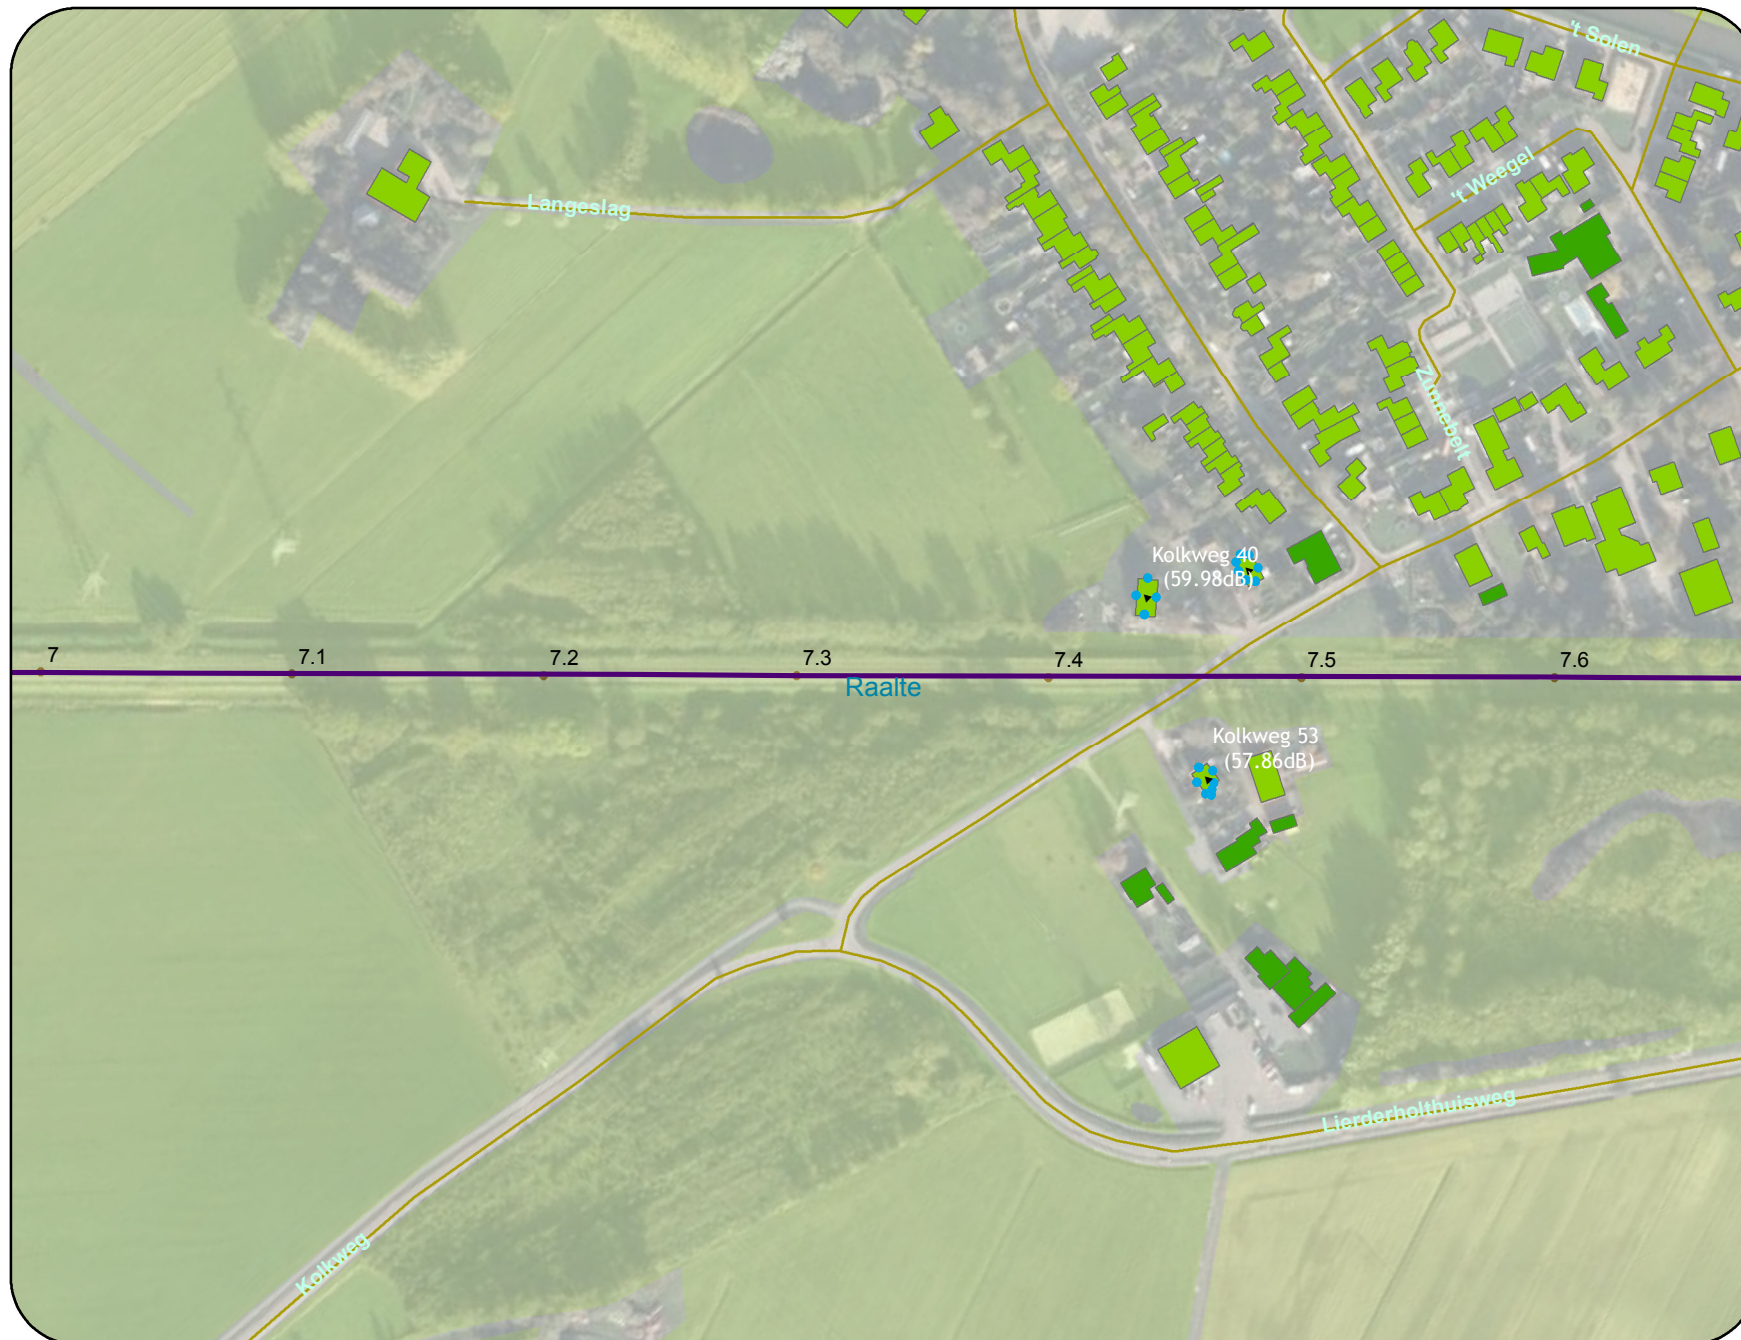 't Solen
't Weegel
Langeslag
Zunnebelt
Kolkweg 40
(59.98dB)
7
7.1
7.2
7.3
7.4
7.5
7.6
Raalte
Kolkweg 53
(57.86dB)
Lierderholthuisweg
Kolkweg